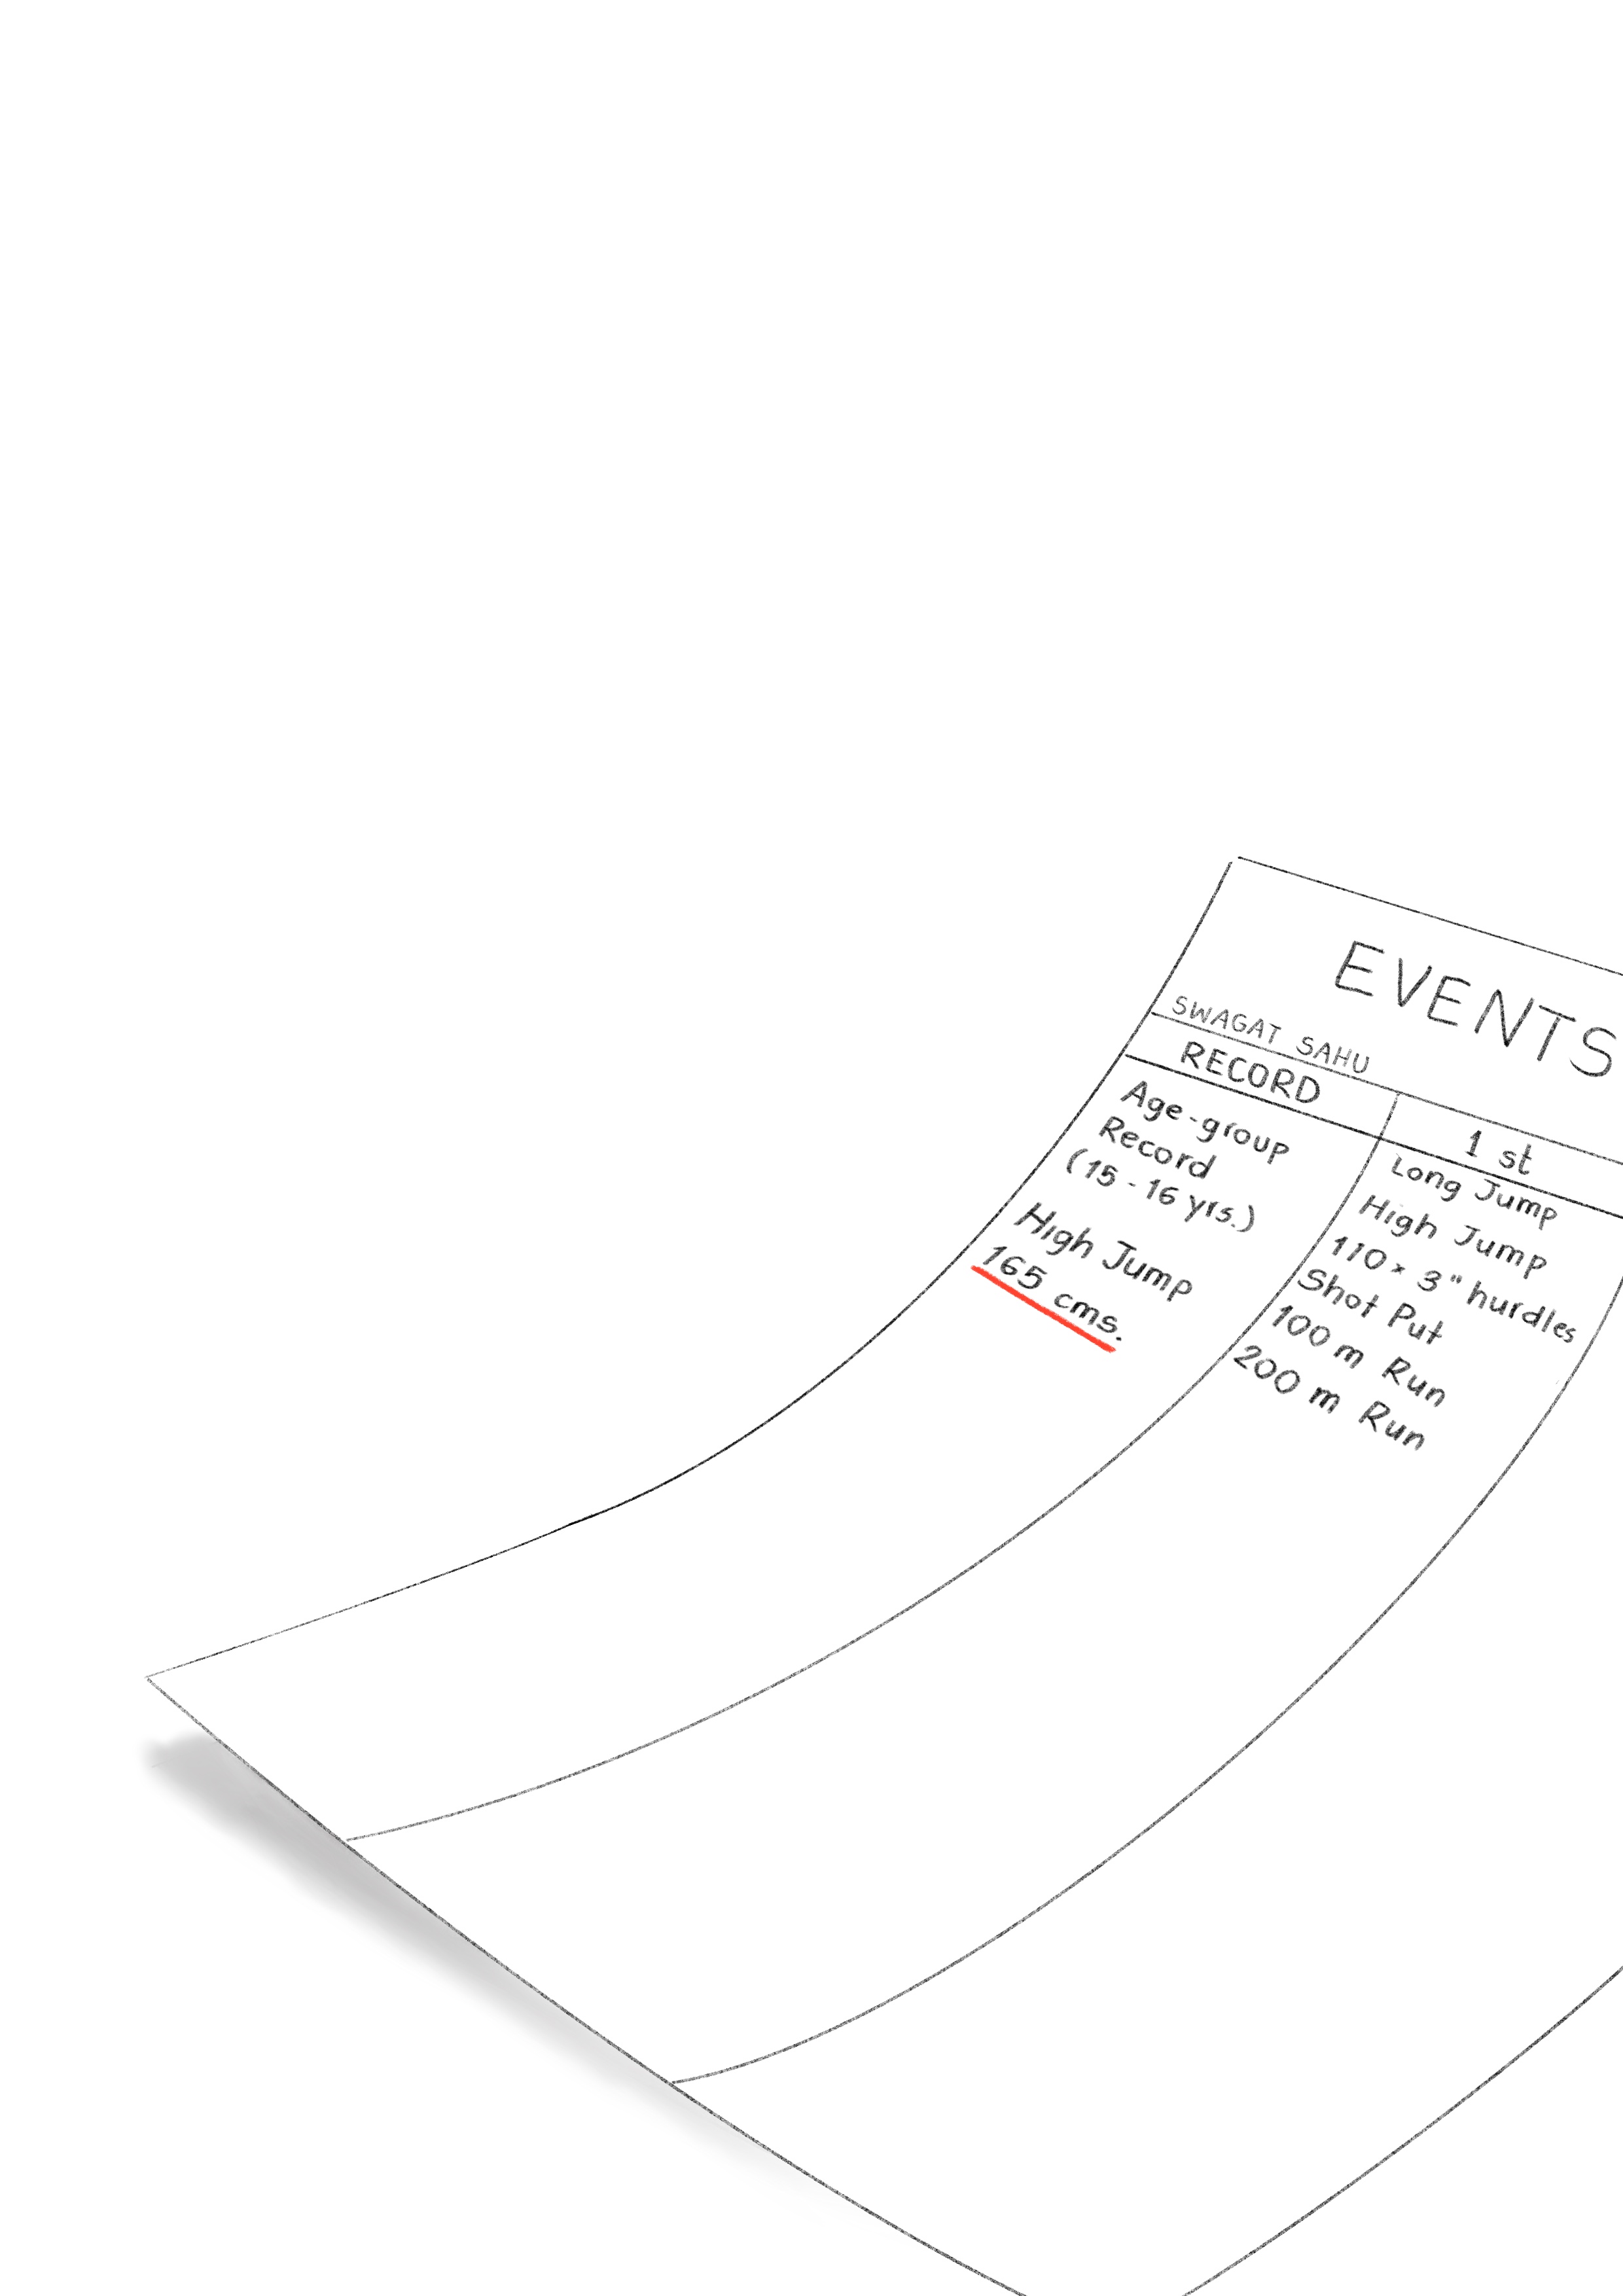 EVENTS
SWAGAT SAHU
RECORD
Age-group
Record
(15-16 yrs.)
High Jump
165 cms.
1 st
Long Jump
High Jump
110 x 3" hurdles
Shot Put
100 m Run
200 m Run